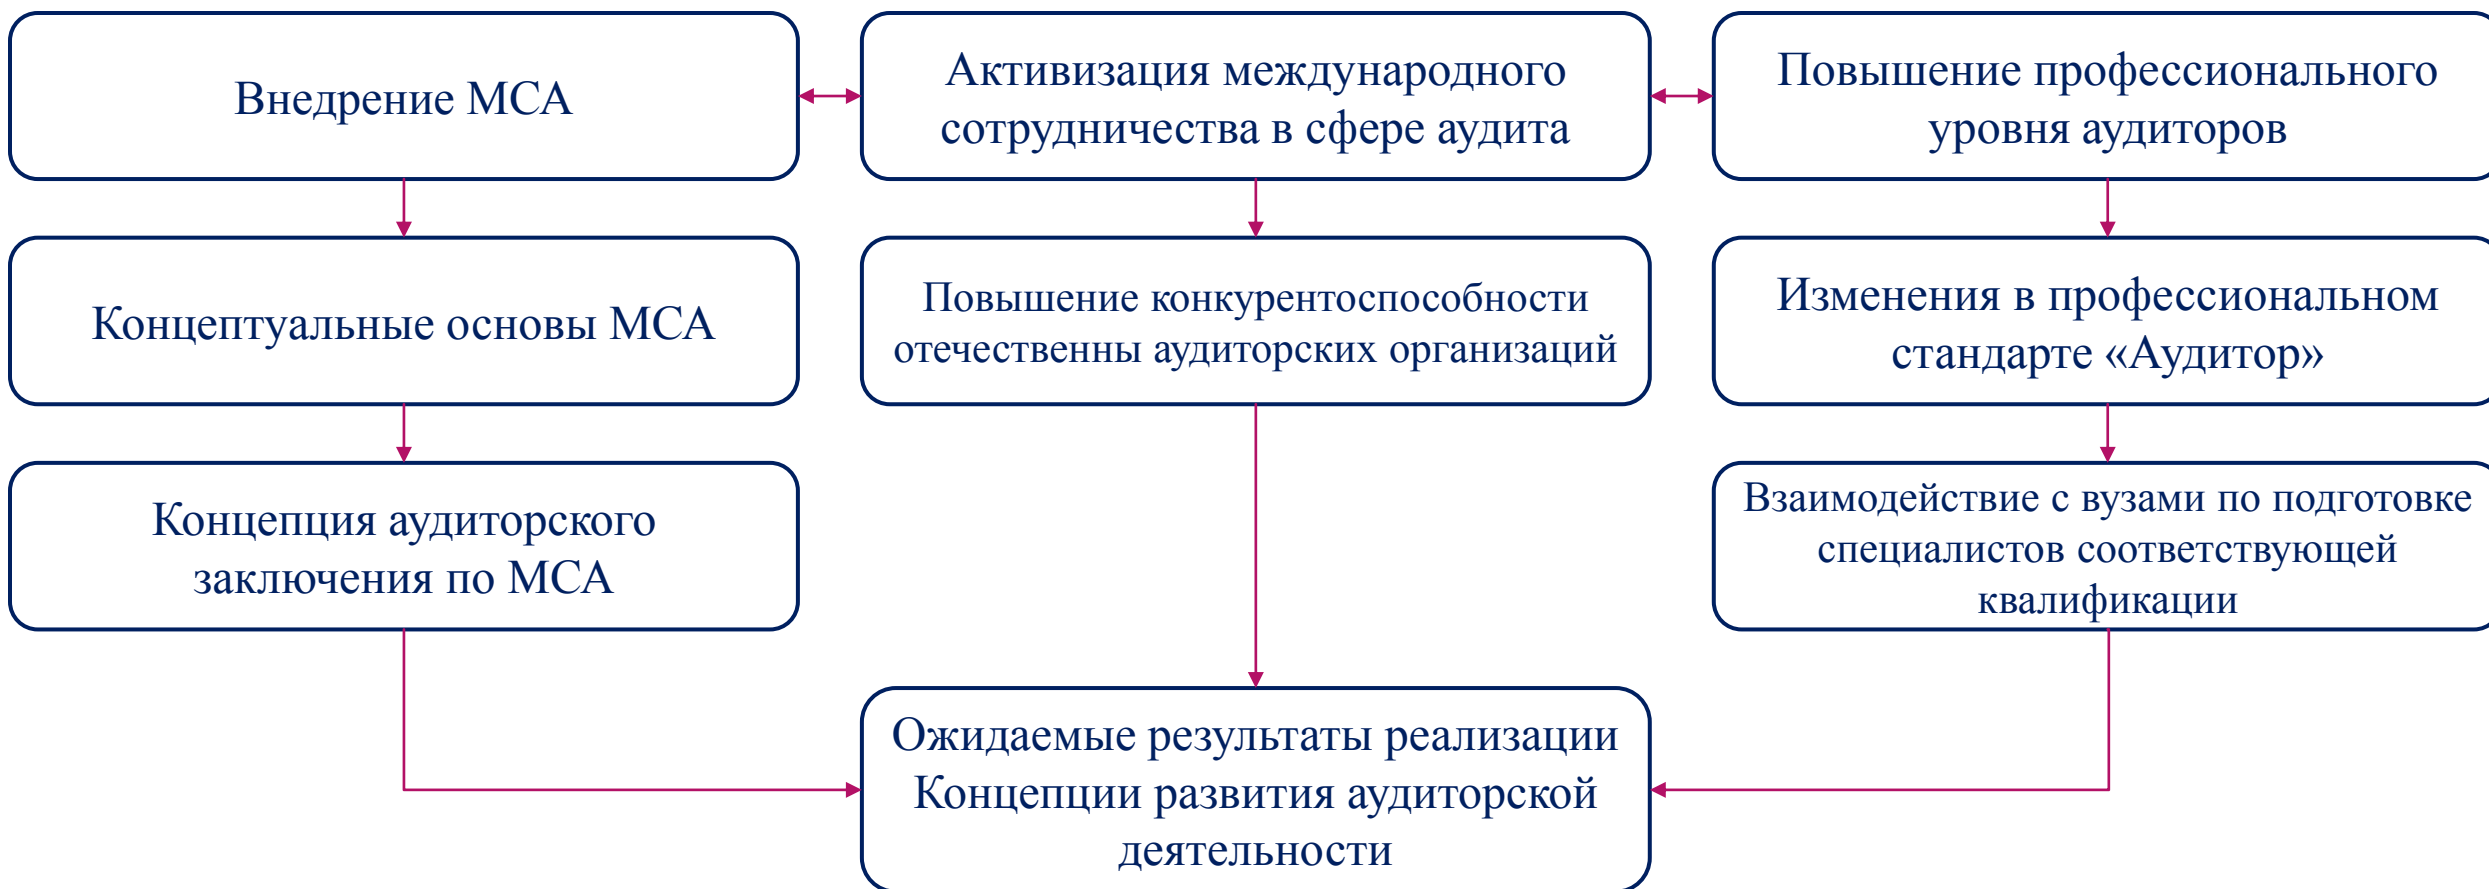 Внедрение МСА
Активизация международного
сотрудничества в сфере аудита
Повышение профессионального
уровня аудиторов
Концептуальные основы МСА
Повышение конкурентоспособности
отечественны аудиторских организаций
Изменения в профессиональном
стандарте «Аудитор»
Концепция аудиторского
заключения по МСА
Взаимодействие с вузами по подготовке
специалистов соответствующей
квалификации
Ожидаемые результаты реализации
Концепции развития аудиторской
деятельности